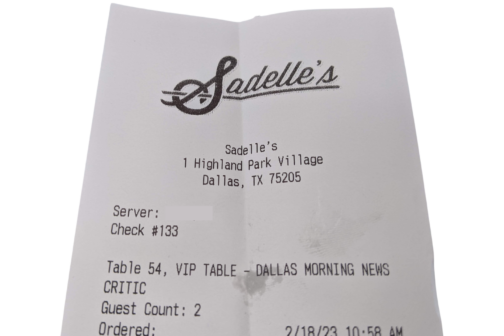 Sadelle's
Sadelle's
1 Highland Park Village
Dallas, TX 75205
Server:
Check #133
Table 54, VIP TABLE - DALLAS MORNING NEWS
CRITIC
Guest Count: 2
Ordered: 2/18/23 10:58 AM